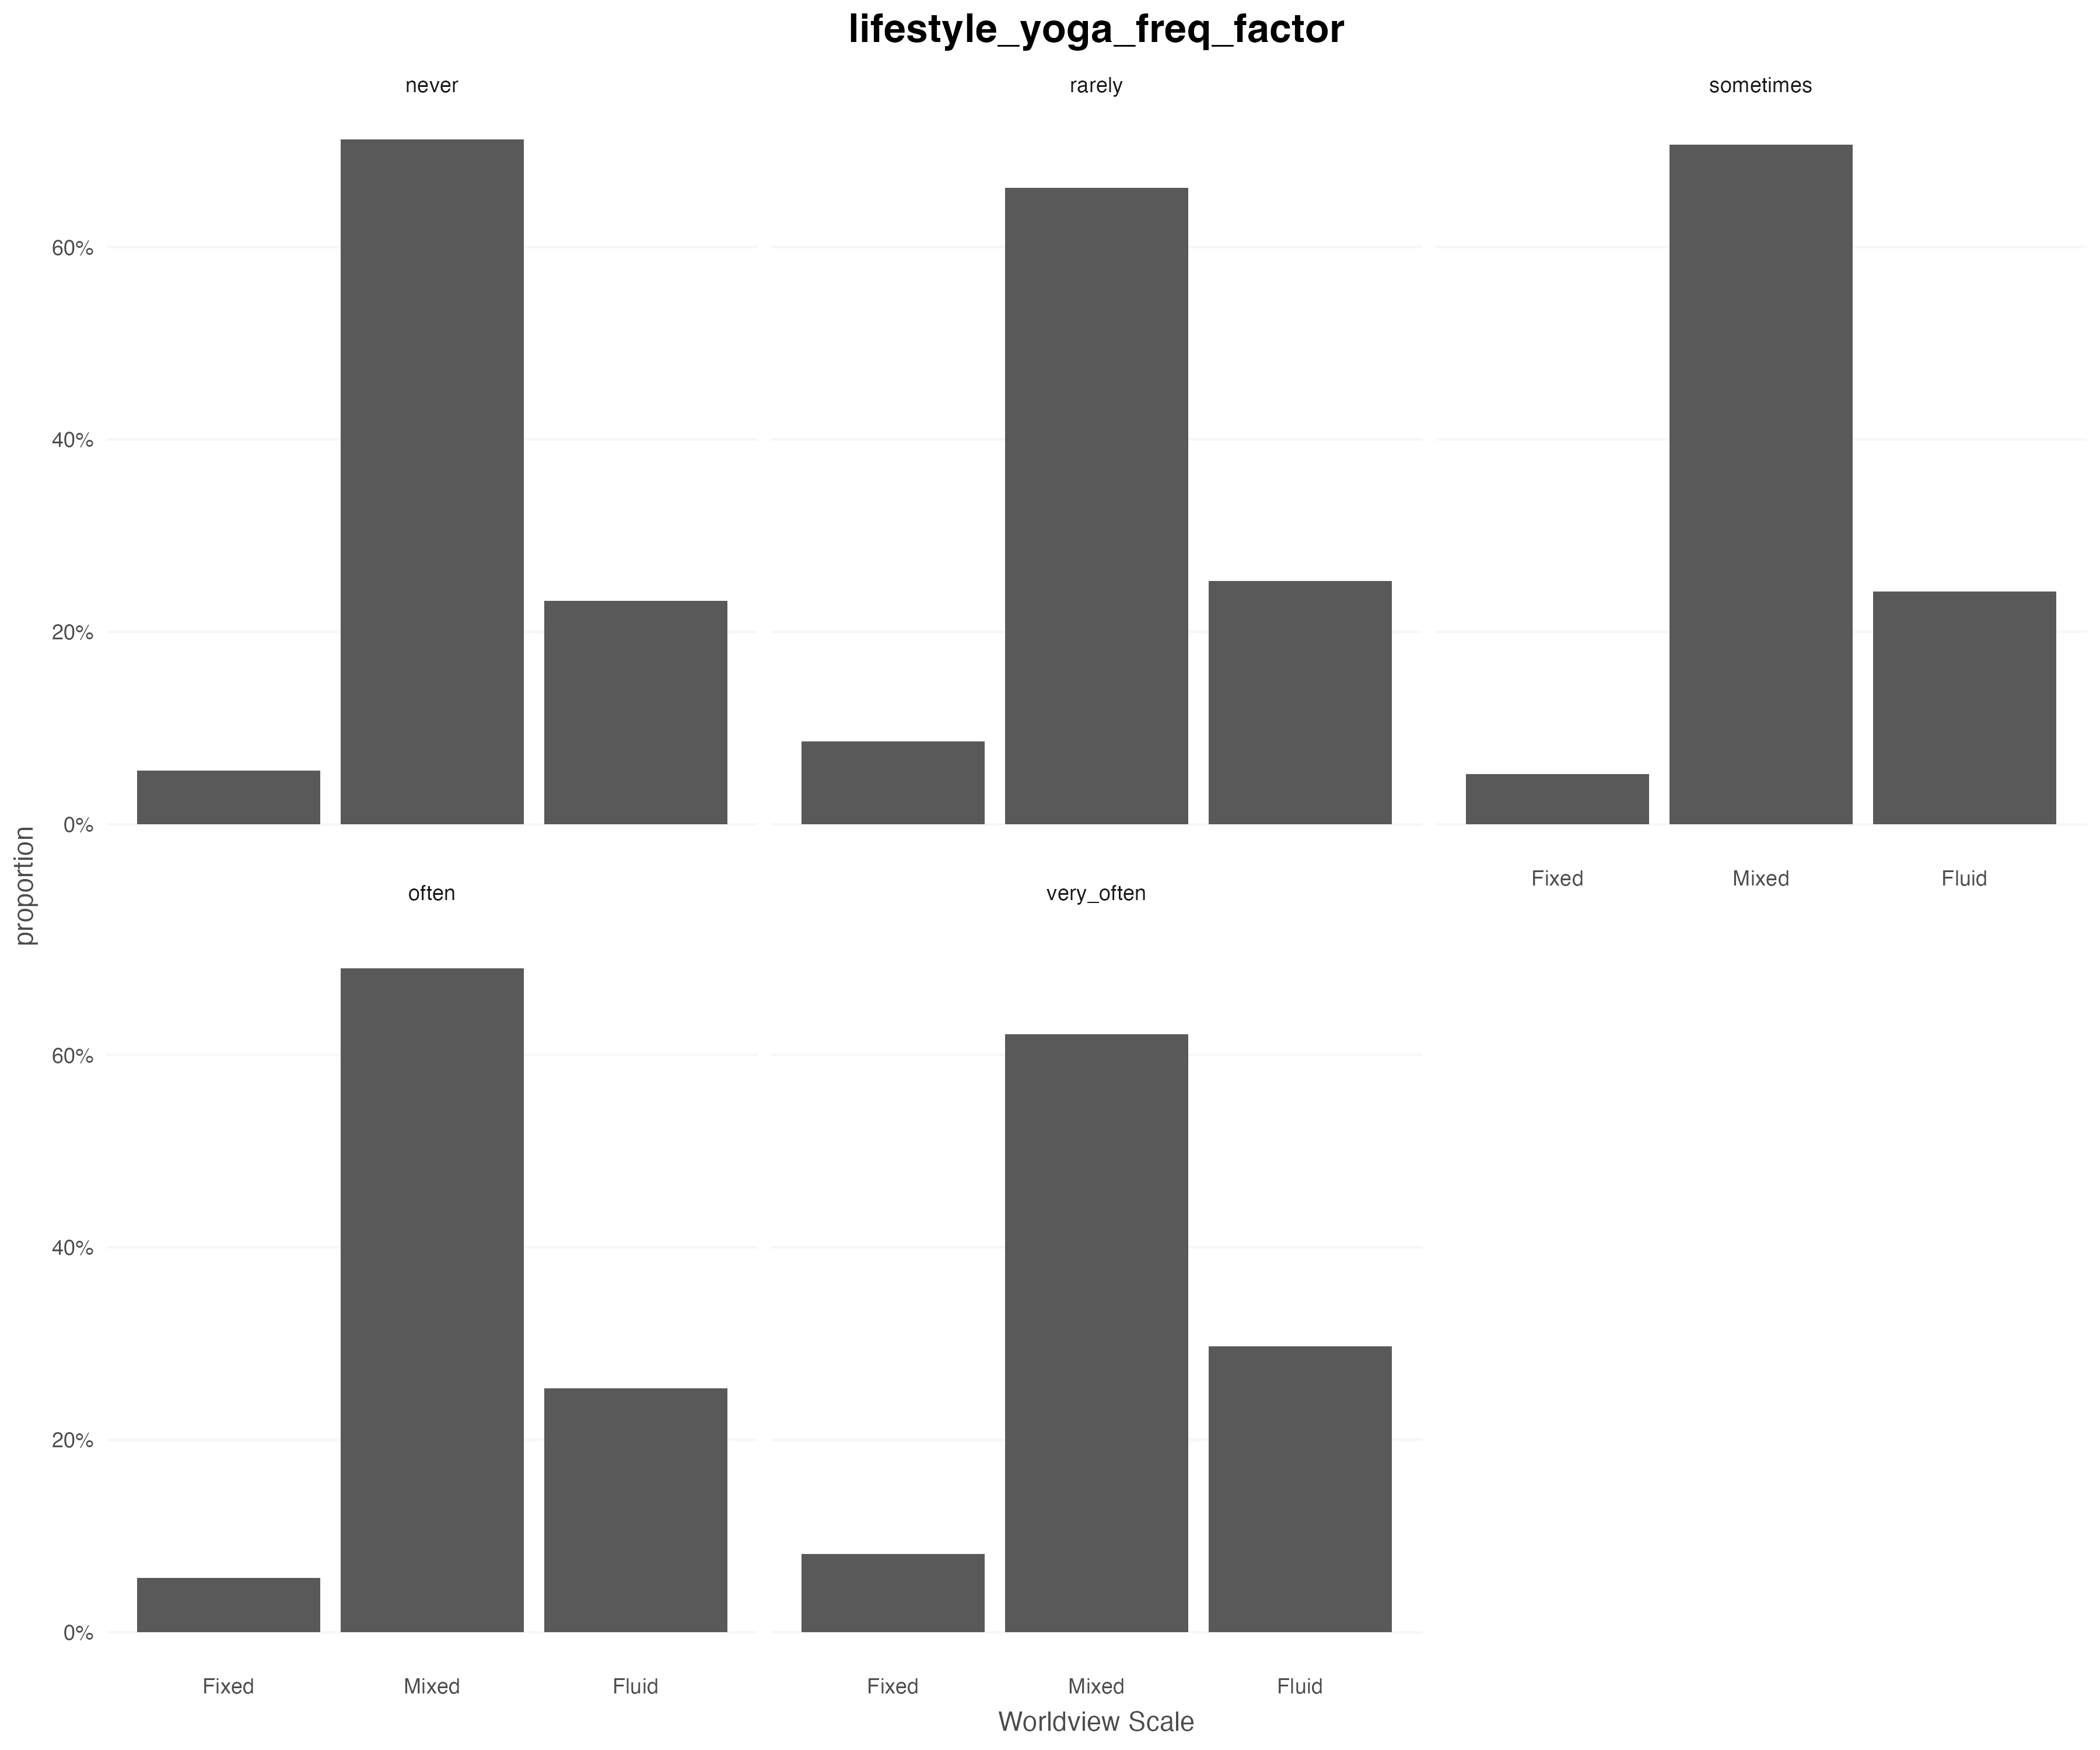 lifestyle_yoga_freq_factor
never
rarely
sometimes
60%
40%
20%
0%
Fixed
Mixed
Fluid
often
very_often
60%
40%
20%
0%
Fixed
Mixed
Fluid
Fixed
Mixed
Fluid
proportion
Worldview Scale